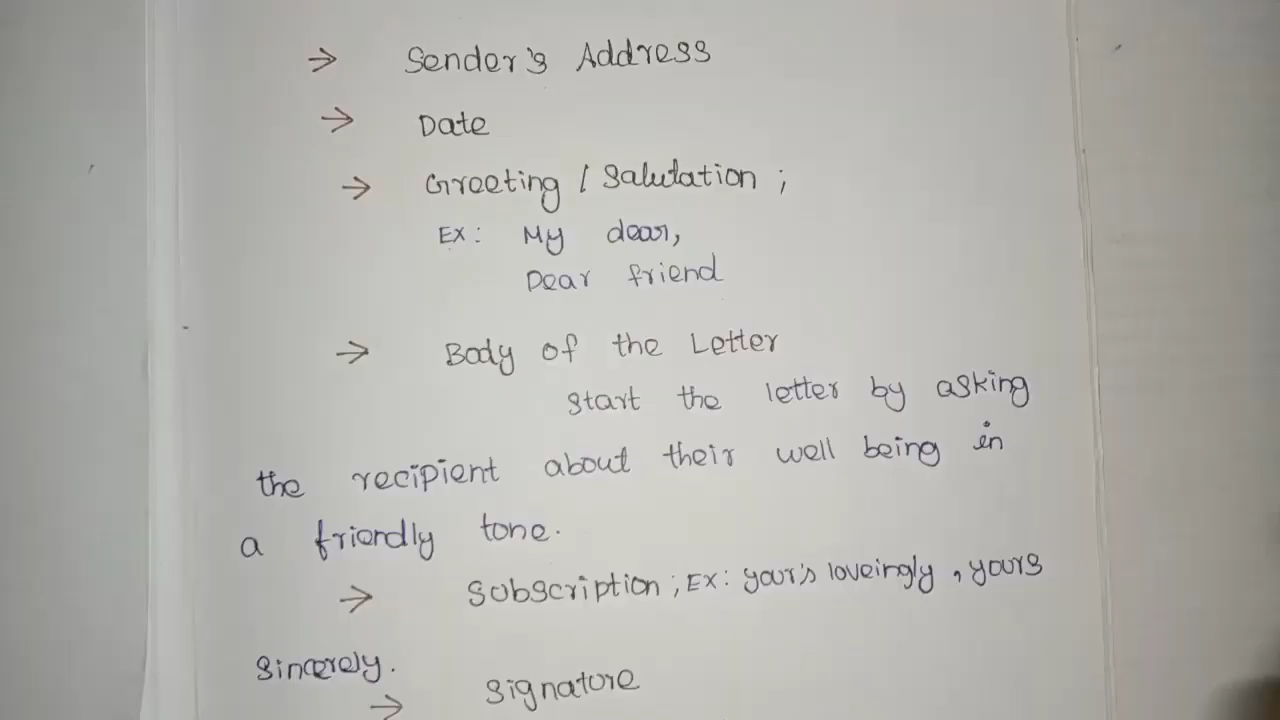 → Sender's Address
→ Date
→ Greeting / Salutation ;
Ex: My dear,
Dear friend
→ Body of the Letter
start the letter by asking
the recipient about their well being in
a friendly tone.
→ Subscription ; Ex: your's loveingly, yours
Sincerely.
→ Signature